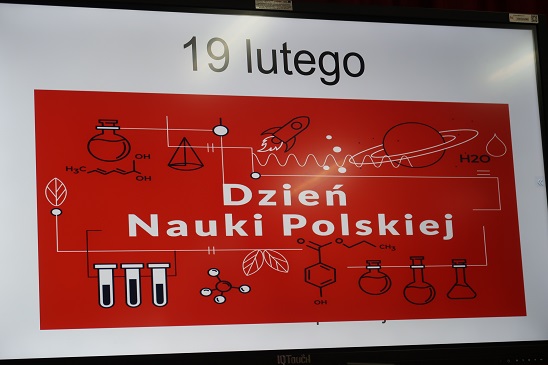 19 lutego
Dzień
Nauki Polskiej
H₃C
OH
OH
H2O
O
O
CH₃
OH
IQTouch